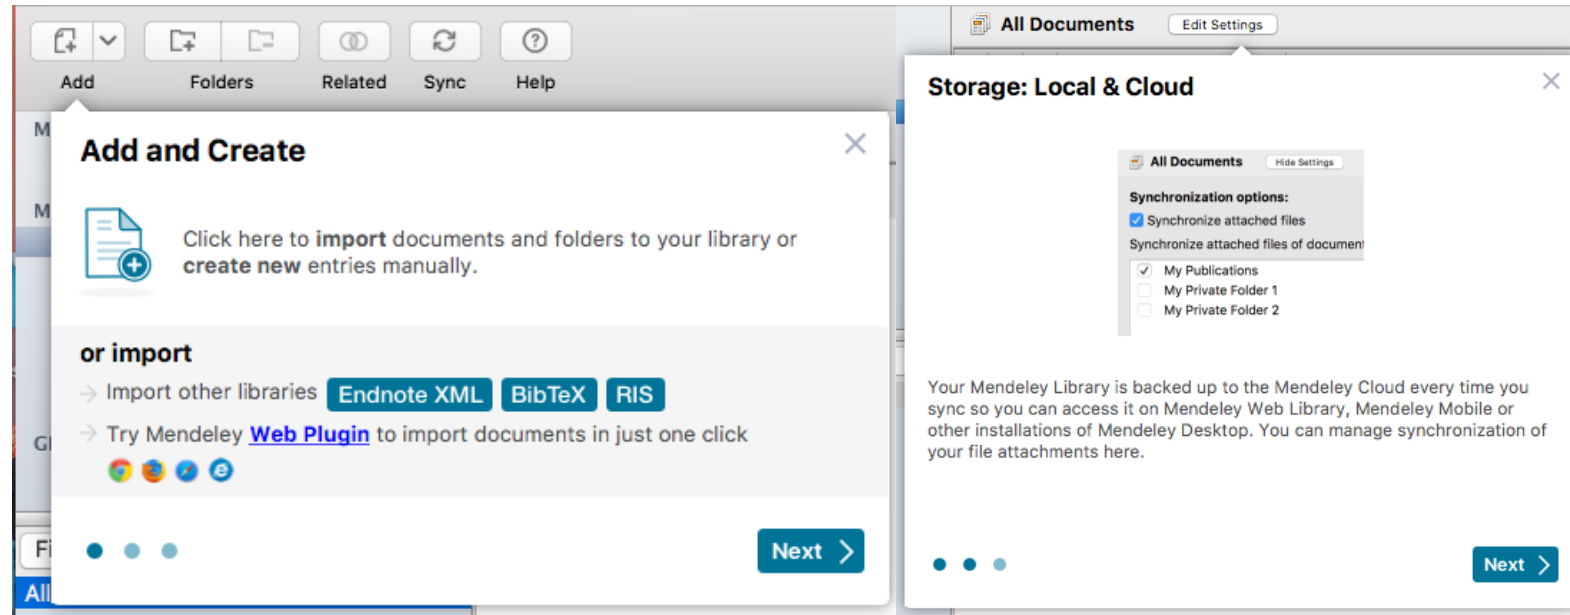 Add
Folders
Related
Sync
Help
Add and Create
Click here to import documents and folders to your library or
create new entries manually.
or import
Import other libraries Endnote XML BibTeX RIS
Try Mendeley Web Plugin to import documents in just one click
Next
All
All Documents Edit Settings
Storage: Local & Cloud
All Documents Hide Settings
Synchronization options:
Synchronize attached files
Synchronize attached files of document
My Publications
My Private Folder 1
My Private Folder 2
Your Mendeley Library is backed up to the Mendeley Cloud every time you
sync so you can access it on Mendeley Web Library, Mendeley Mobile or
other installations of Mendeley Desktop. You can manage synchronization of
your file attachments here.
Next